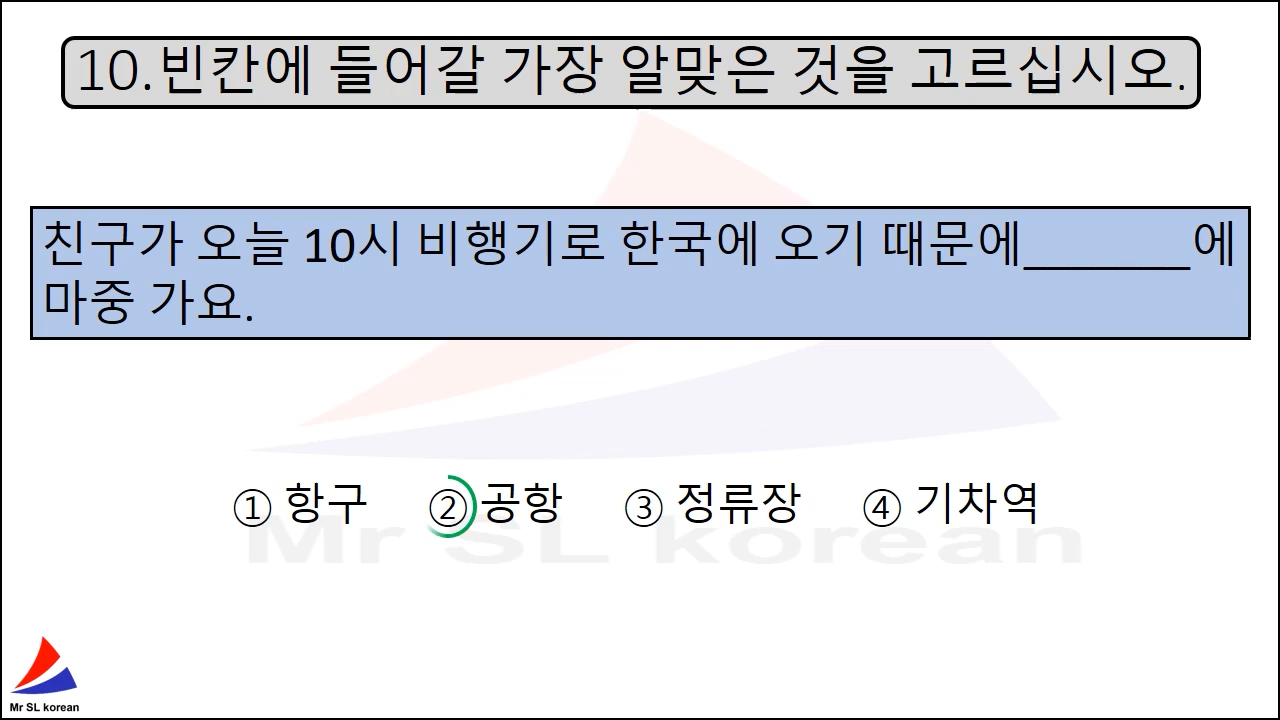 10.빈칸에 들어갈 가장 알맞은 것을 고르십시오.
친구가 오늘 10시 비행기로 한국에 오기 때문에_______에
마중 가요.
① 항구 ② 공항 ③ 정류장 ④ 기차역
Mr SL korean
Mr SL korean